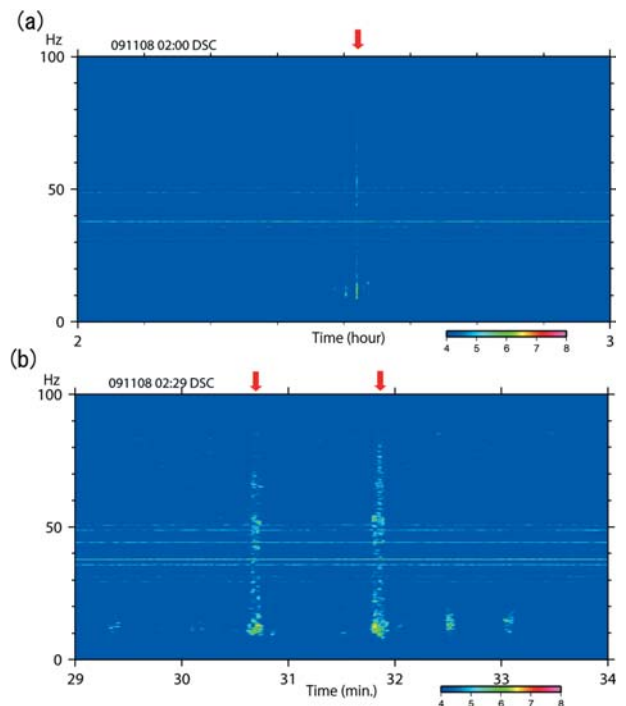 (a)
Hz
091108 02:00 DSC
100
50
0
2
Time (hour)
3
4 5 6 7 8
(b)
Hz
091108 02:29 DSC
100
50
0
29 30 31 32 33 34
Time (min.)
4 5 6 7 8